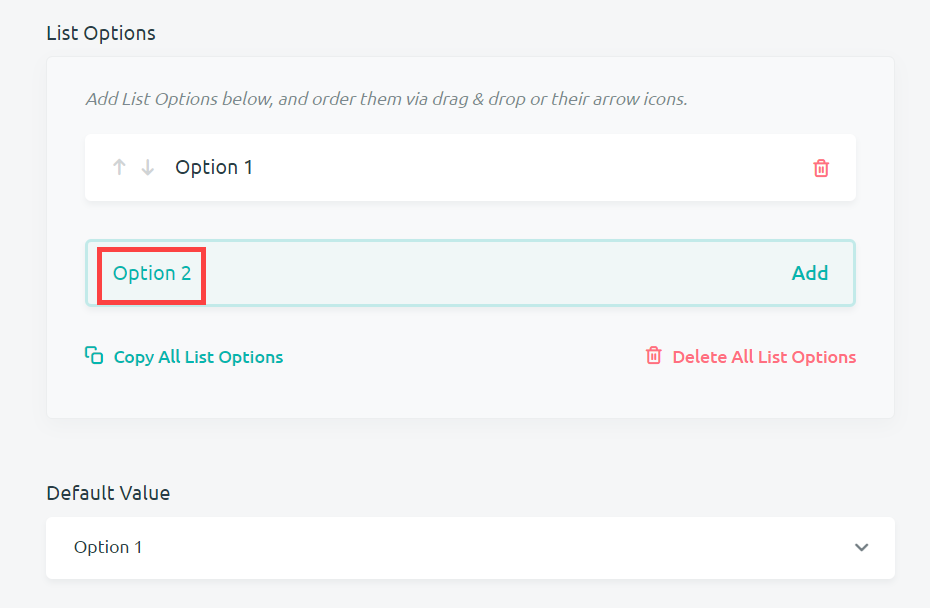 List Options
Add List Options below, and order them via drag & drop or their arrow icons.
Option 1
Option 2 Add
Copy All List Options Delete All List Options
Default Value
Option 1